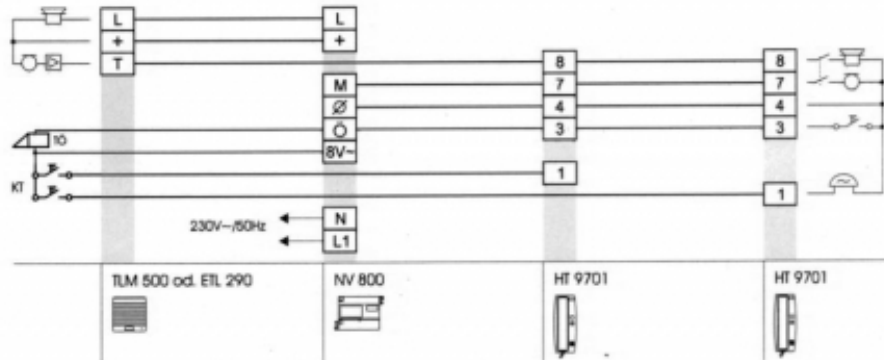 L L
+ +
T 8 8
M 7 7
Ø 4 4
Ö 3 3
TÖ
8V~
1
KT
1
230V~/50Hz N
L1
TLM 500 od. ETL 290 NV 800 HT 9701 HT 9701